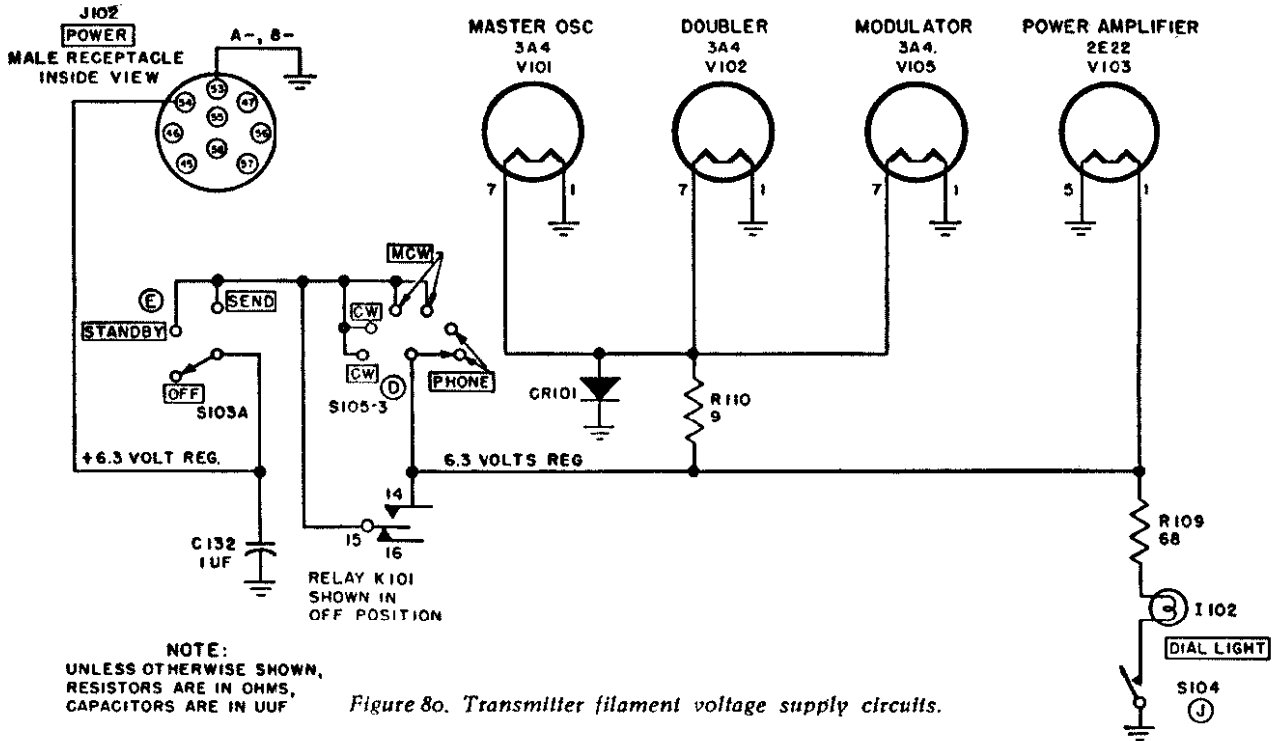 J102
POWER
MALE RECEPTACLE
INSIDE VIEW
A-, B-
53
54
47
55
46
56
58
45
57
MASTER OSC
3A4
V101
DOUBLER
3A4
V102
MODULATOR
3A4.
V105
POWER AMPLIFIER
2E22
V103
7
1
7
1
7
1
5
1
MCW
E
SEND
STANDBY
CW
CW
D
PHONE
OFF
S103A
S105-3
CR101
R110
9
+6.3 VOLT REG.
6.3 VOLTS REG
14
15
16
C132
1UF
RELAY K101
SHOWN IN
OFF POSITION
R109
68
I102
DIAL LIGHT
S104
J
NOTE:
UNLESS OTHERWISE SHOWN,
RESISTORS ARE IN OHMS,
CAPACITORS ARE IN UUF
Figure 80. Transmitter filament voltage supply circuits.